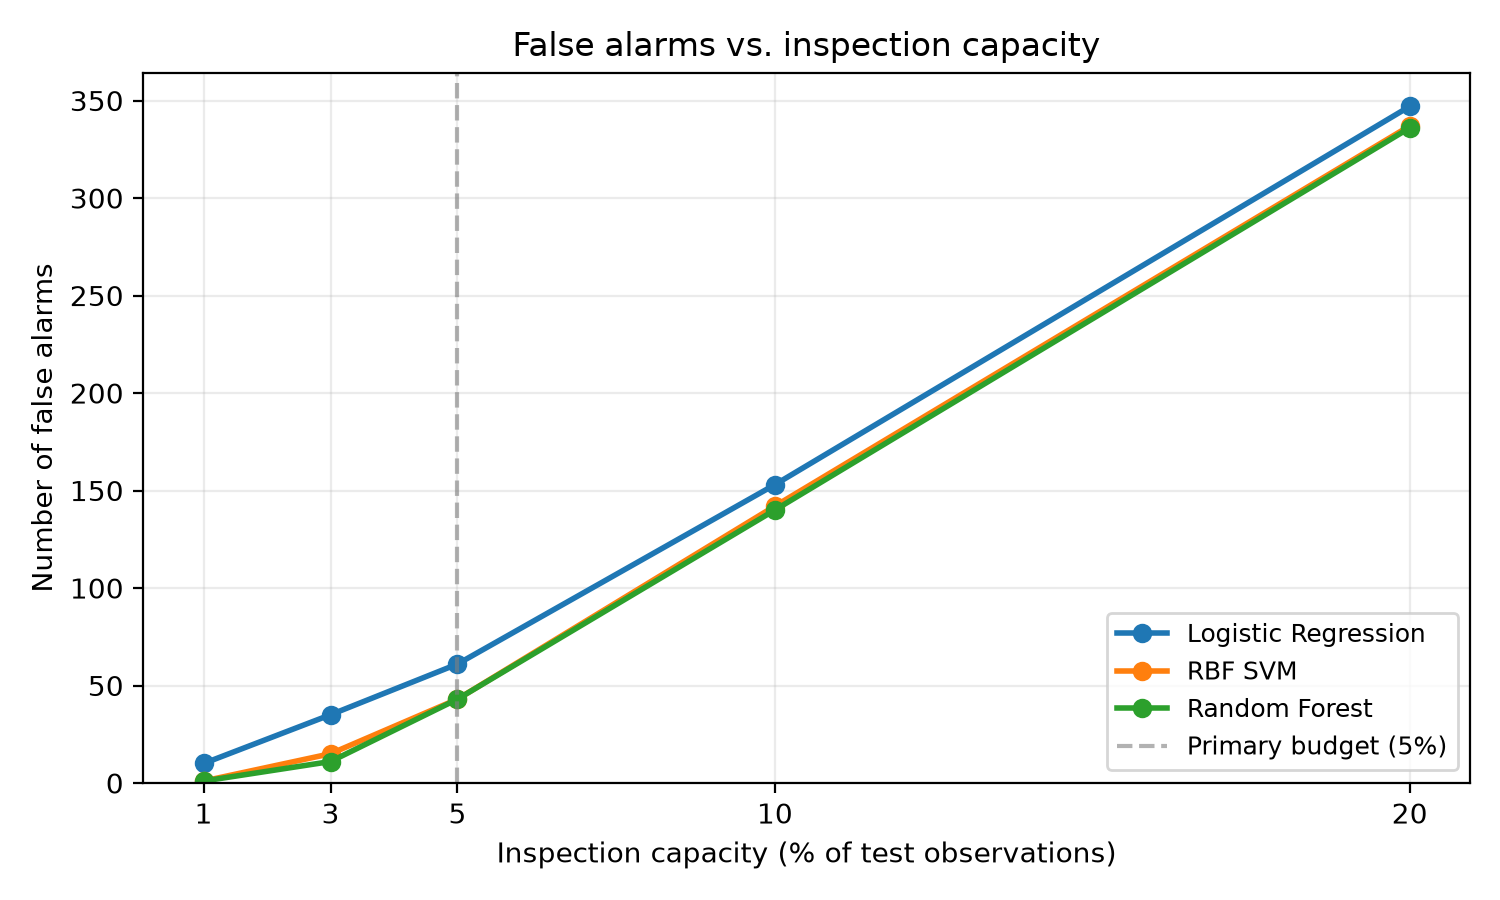 False alarms vs. inspection capacity
Number of false alarms
350
300
250
200
150
100
50
0
1 3 5 10 20
Inspection capacity (% of test observations)
Logistic Regression
RBF SVM
Random Forest
Primary budget (5%)